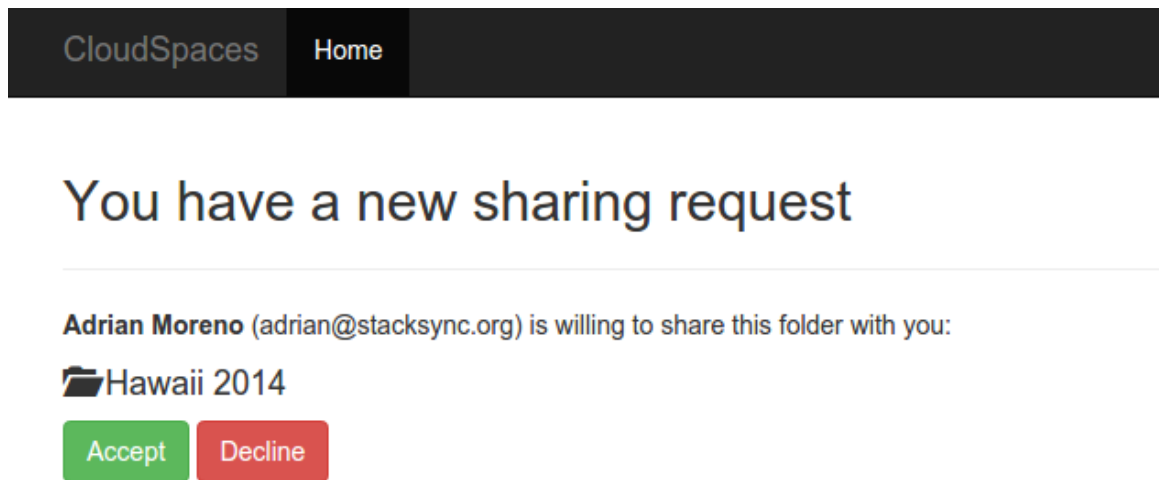 CloudSpaces Home
You have a new sharing request
Adrian Moreno (adrian@stacksync.org) is willing to share this folder with you:
Hawaii 2014
Accept Decline